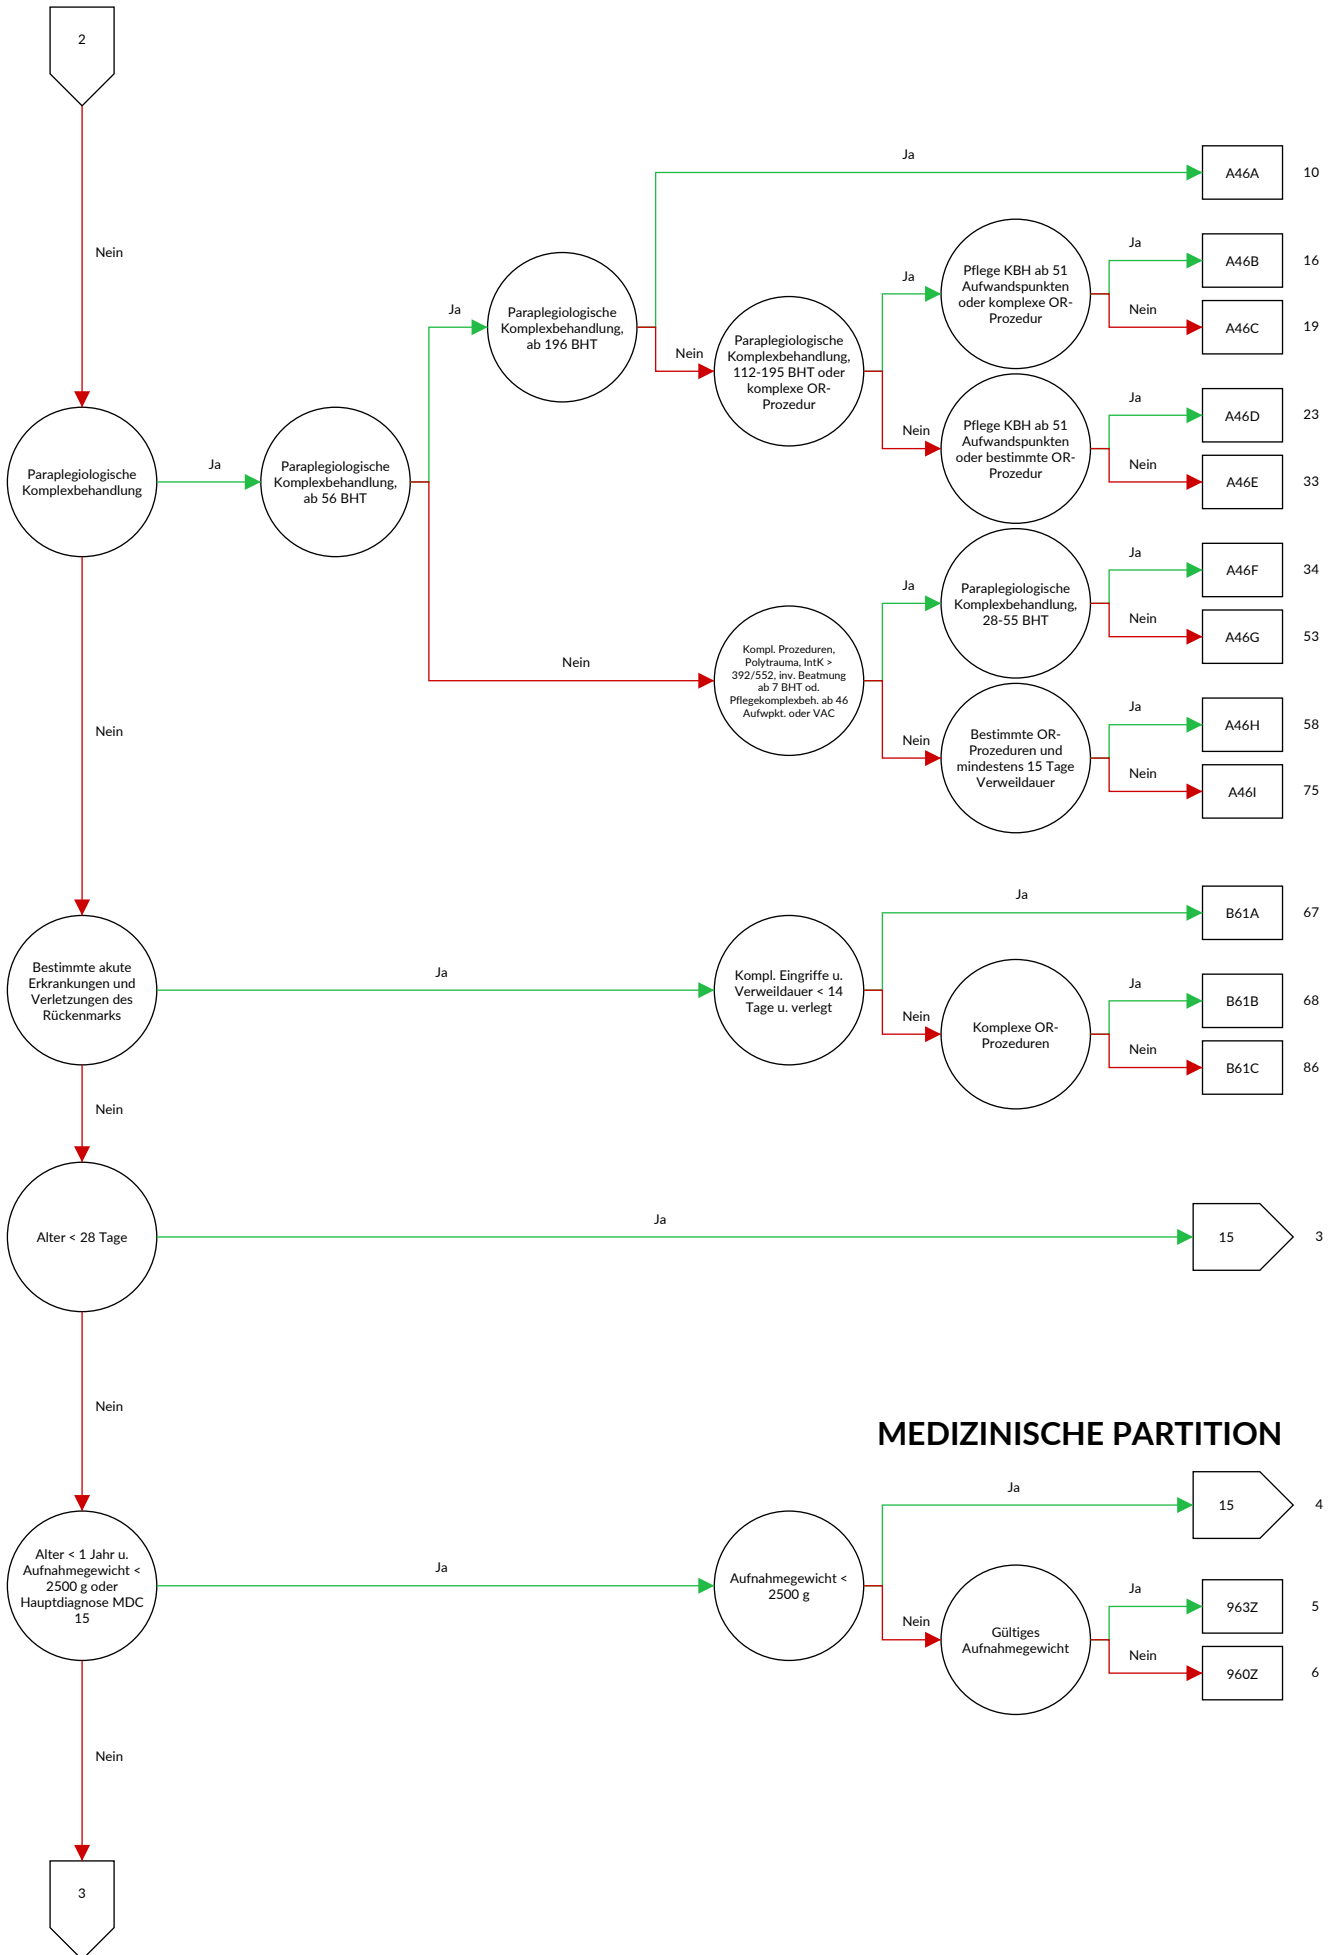 2
Nein
Ja
A46A
10
Paraplegiologische
Komplexbehandlung,
ab 196 BHT
Ja
Nein
Paraplegiologische
Komplexbehandlung,
112-195 BHT oder
komplexe OR-
Prozedur
Ja
Pflege KBH ab 51
Aufwandspunkten
oder komplexe OR-
Prozedur
Ja
A46B
16
Nein
A46C
19
Nein
Pflege KBH ab 51
Aufwandspunkten
oder bestimmte OR-
Prozedur
Ja
A46D
23
Nein
A46E
33
Paraplegiologische
Komplexbehandlung
Ja
Paraplegiologische
Komplexbehandlung,
ab 56 BHT
Nein
Kompl. Prozeduren,
Polytrauma, IntK >
392/552, inv. Beatmung
ab 7 BHT od.
Pflegekomplexbeh. ab 46
Aufwpkt. oder VAC
Ja
Paraplegiologische
Komplexbehandlung,
28-55 BHT
Ja
A46F
34
Nein
A46G
53
Nein
Bestimmte OR-
Prozeduren und
mindestens 15 Tage
Verweildauer
Ja
A46H
58
Nein
A46I
75
Nein
Bestimmte akute
Erkrankungen und
Verletzungen des
Rückenmarks
Ja
Kompl. Eingriffe u.
Verweildauer < 14
Tage u. verlegt
Ja
B61A
67
Nein
Komplexe OR-
Prozeduren
Ja
B61B
68
Nein
B61C
86
Nein
Alter < 28 Tage
Ja
15
3
Nein
MEDIZINISCHE PARTITION
Alter < 1 Jahr u.
Aufnahmegewicht <
2500 g oder
Hauptdiagnose MDC
15
Ja
Aufnahmegewicht <
2500 g
Ja
15
4
Nein
Gültiges
Aufnahmegewicht
Ja
963Z
5
Nein
960Z
6
Nein
3